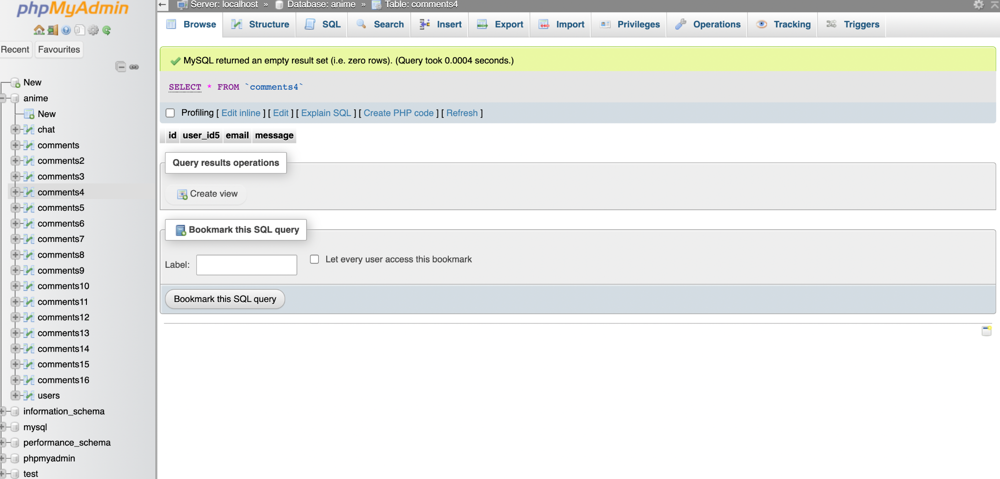 phpMyAdmin
Recent
Favourites
New
anime
New
chat
comments
comments2
comments3
comments4
comments5
comments6
comments7
comments8
comments9
comments10
comments11
comments12
comments13
comments14
comments15
comments16
users
information_schema
mysql
performance_schema
phpmyadmin
test
Server: localhost » Database: anime » Table: comments4
Browse Structure SQL Search Insert Export Import Privileges Operations Tracking Triggers
MySQL returned an empty result set (i.e. zero rows). (Query took 0.0004 seconds.)
SELECT * FROM `comments4`
Profiling [ Edit inline ] [ Edit ] [ Explain SQL ] [ Create PHP code ] [ Refresh ]
id user_id5 email message
Query results operations
Create view
Bookmark this SQL query
Label:
Let every user access this bookmark
Bookmark this SQL query